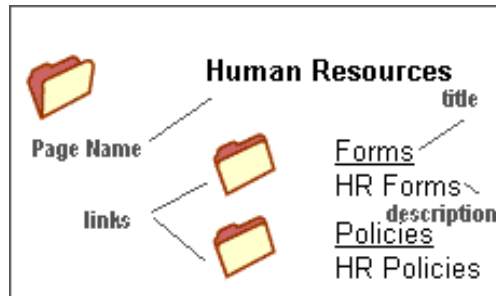 Human Resources
title
Page Name
Forms
HR Forms
links
description
Policies
HR Policies